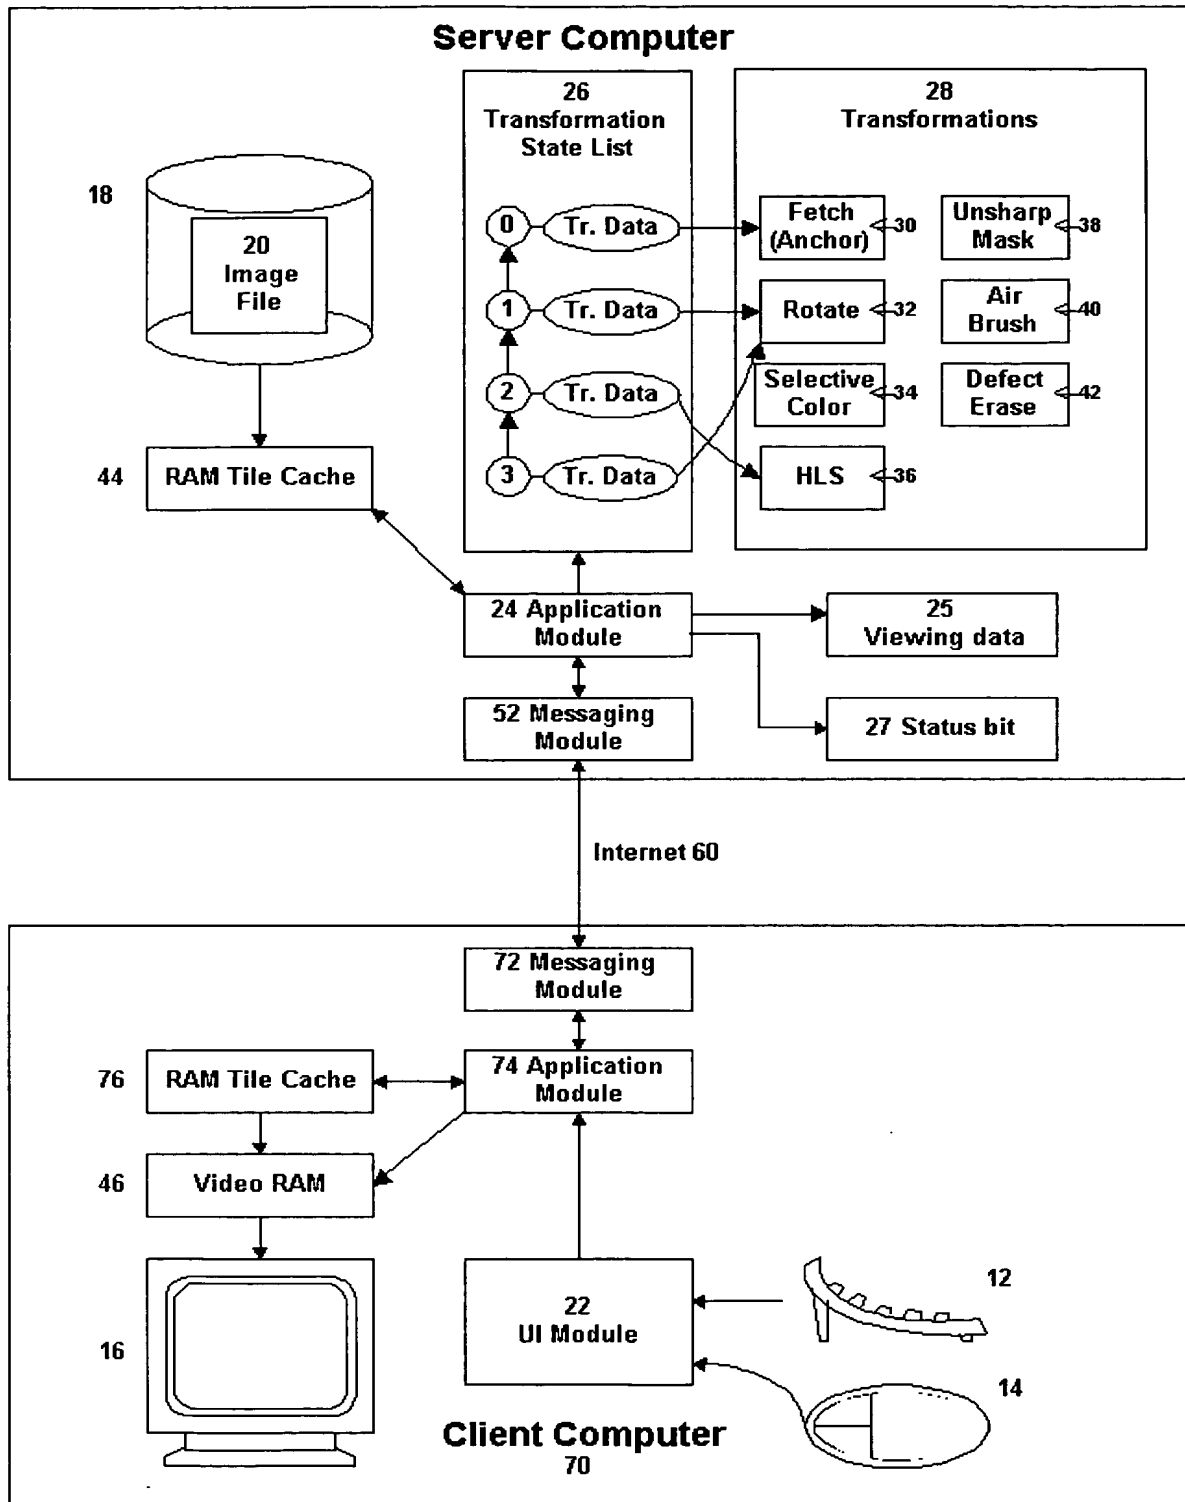 Server Computer
26
Transformation
State List
28
Transformations
18
20
Image
File
0
Tr. Data
1
Tr. Data
2
Tr. Data
3
Tr. Data
Fetch
(Anchor)
30
Unsharp
Mask
38
Rotate
32
Air
Brush
40
Selective
Color
34
Defect
Erase
42
HLS
36
44
RAM Tile Cache
24 Application
Module
25
Viewing data
52 Messaging
Module
27 Status bit
Internet 60
72 Messaging
Module
76
RAM Tile Cache
74 Application
Module
46
Video RAM
16
22
UI Module
12
14
Client Computer
70